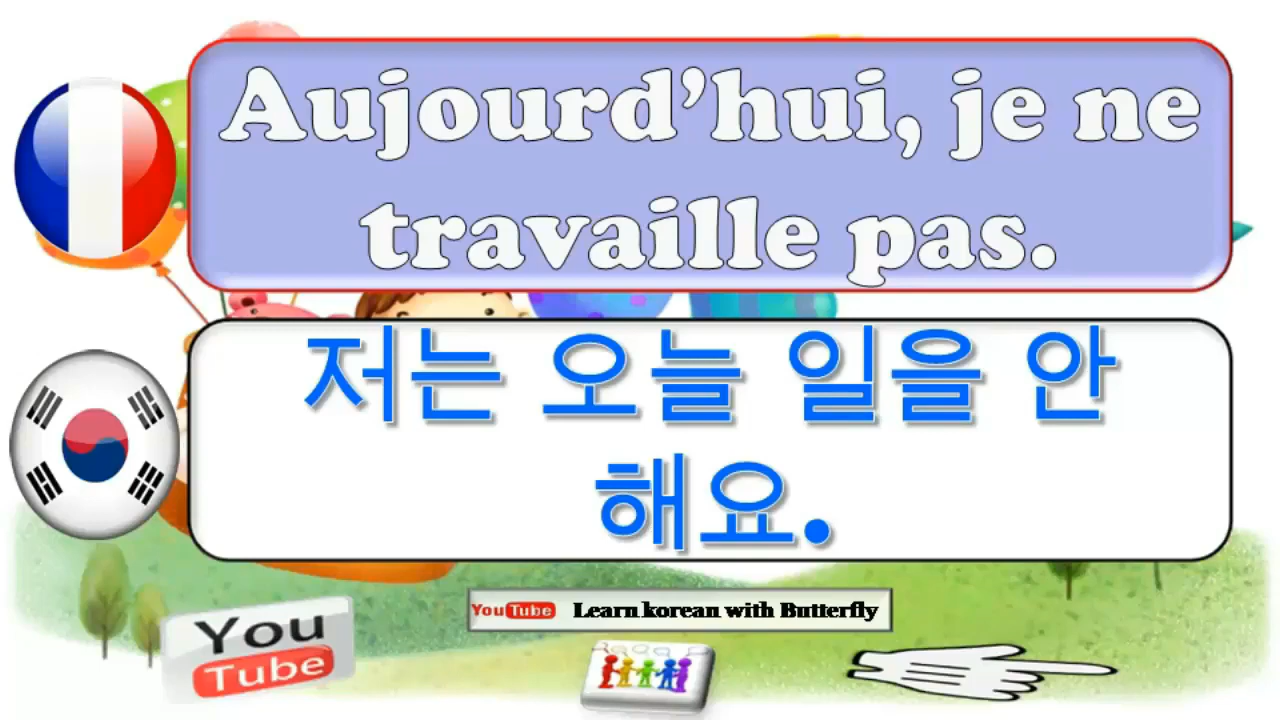 Aujourd’hui, je ne
travaille pas.
저는 오늘 일을 안
해요.
YouTube Learn korean with Butterfly
You
Tube